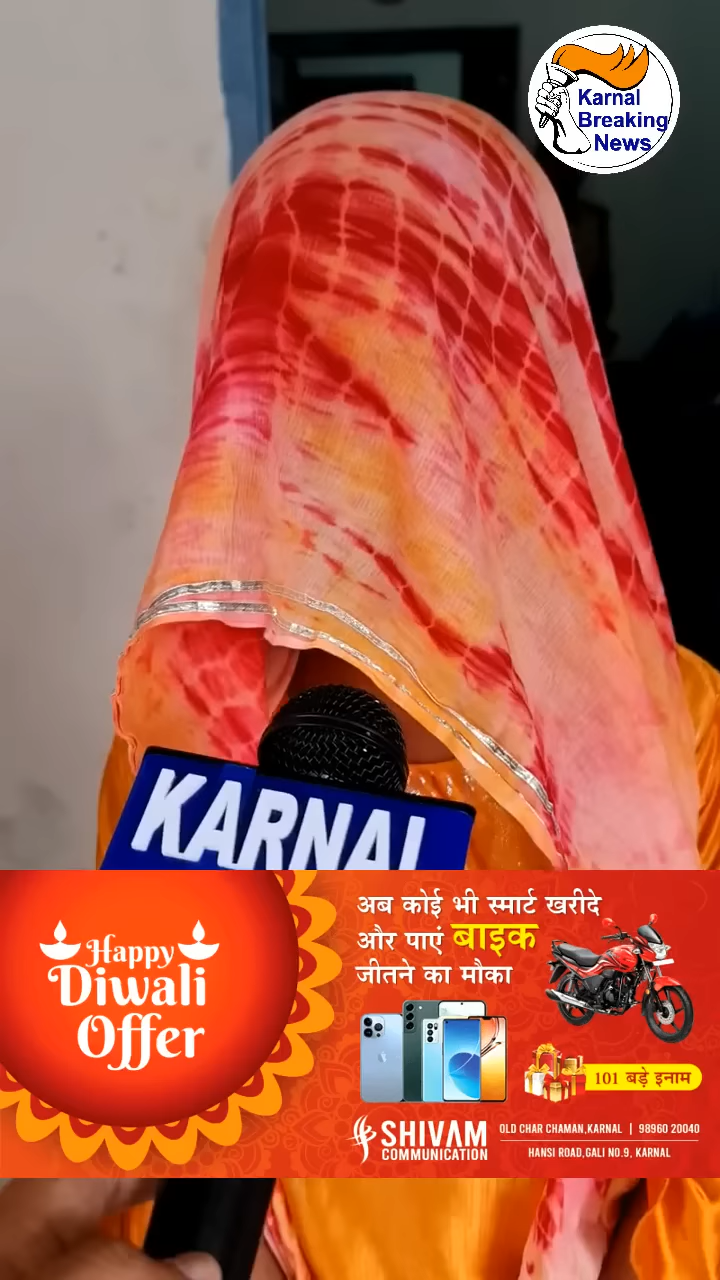 Karnal
Breaking
News
KARNAL
Happy
Diwali
Offer
अब कोई भी स्मार्ट खरीदे
और पाएं बाइक
जीतने का मौका
101 बड़े इनाम
SHIVAM
COMMUNICATION
OLD CHAR CHAMAN,KARNAL | 98960 20040
HANSI ROAD,GALI NO.9, KARNAL